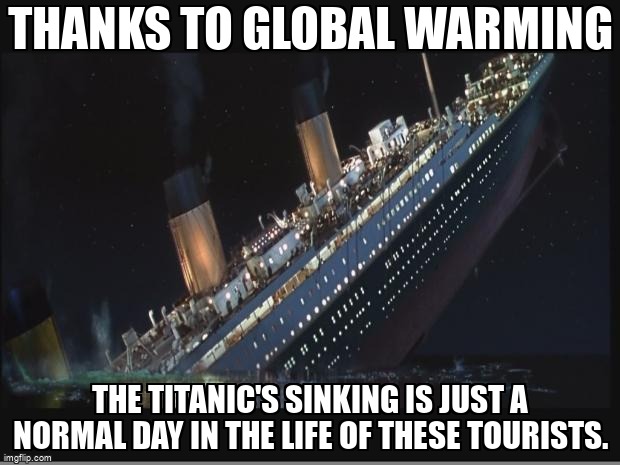 THANKS TO GLOBAL WARMING
THE TITANIC'S SINKING IS JUST A
NORMAL DAY IN THE LIFE OF THESE TOURISTS.
imgflip.com